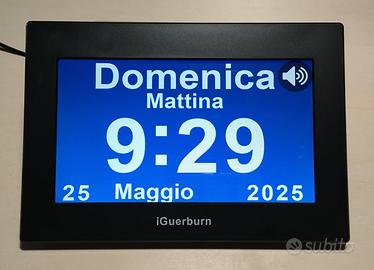 Domenica
Mattina
9:29
25 Maggio 2025
iGuerburn
subito